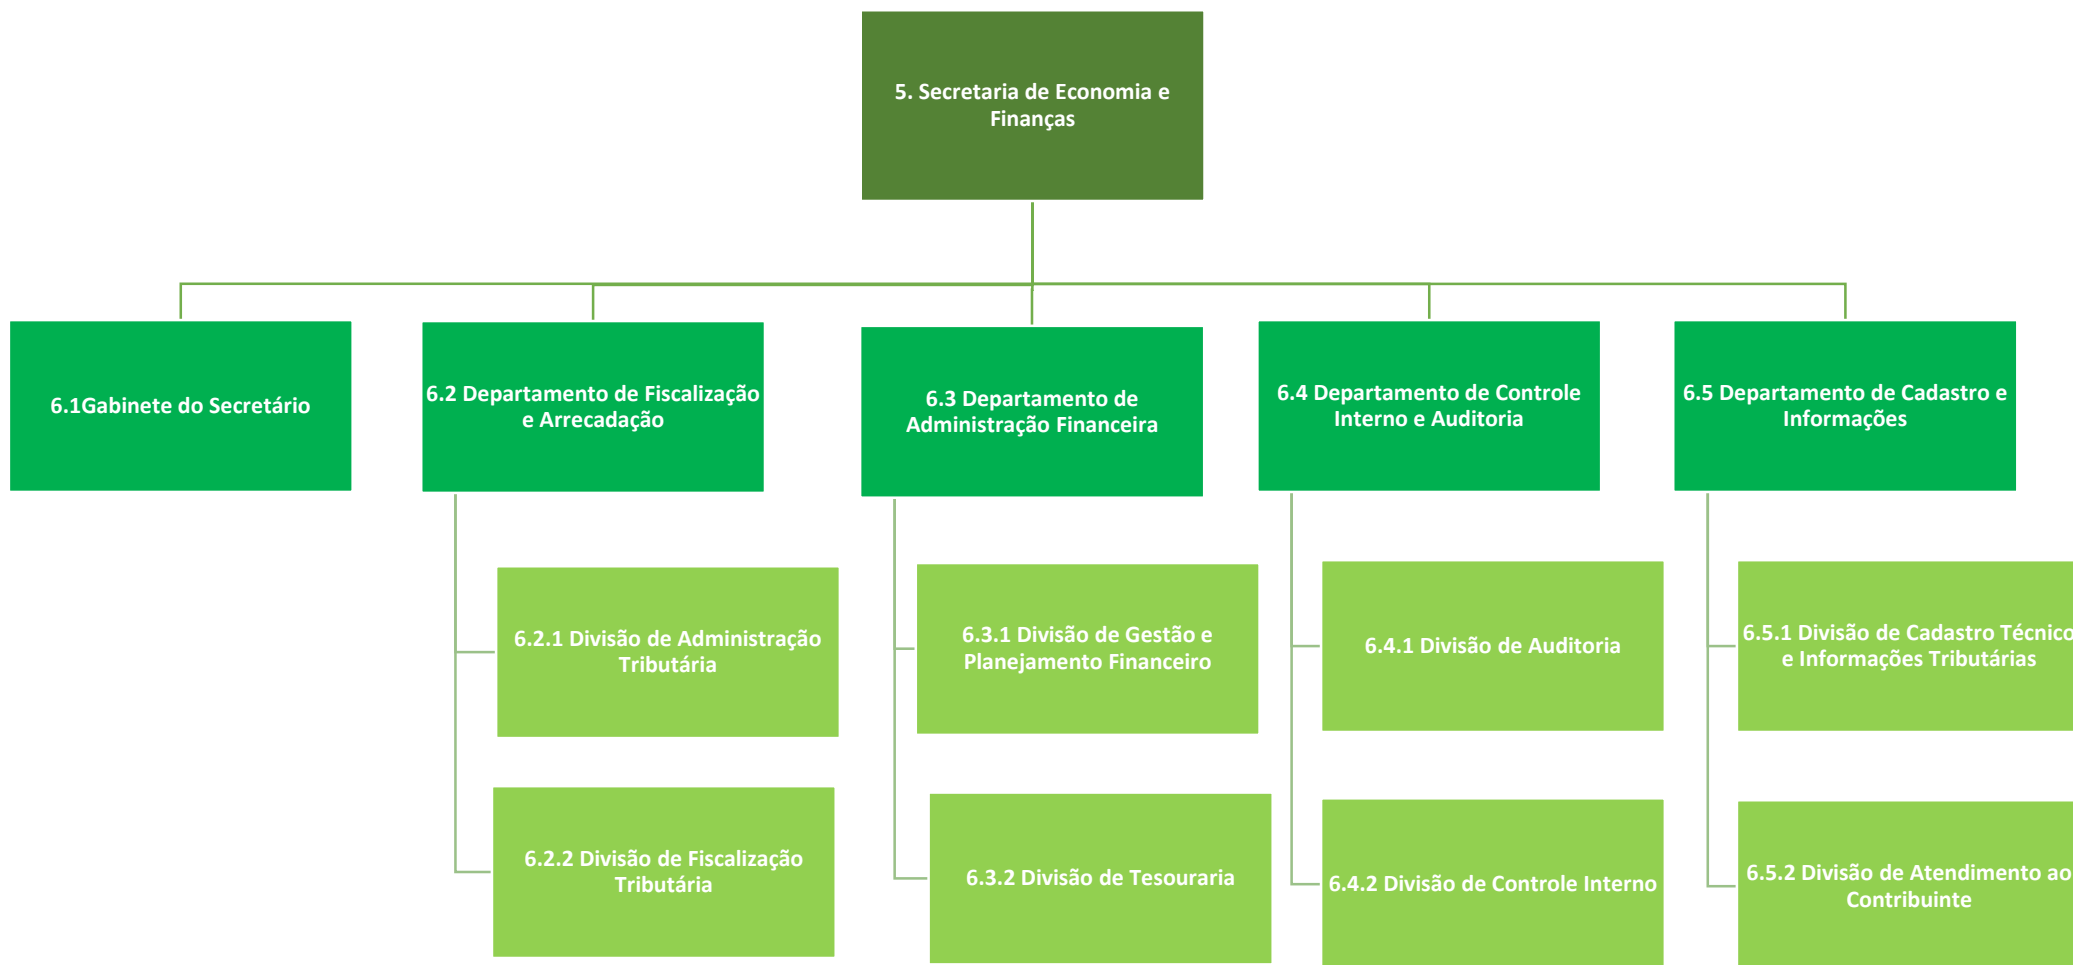 5. Secretaria de Economia e
Finanças
6.1Gabinete do Secretário
6.2 Departamento de Fiscalização
e Arrecadação
6.3 Departamento de
Administração Financeira
6.4 Departamento de Controle
Interno e Auditoria
6.5 Departamento de Cadastro e
Informações
6.2.1 Divisão de Administração
Tributária
6.3.1 Divisão de Gestão e
Planejamento Financeiro
6.4.1 Divisão de Auditoria
6.5.1 Divisão de Cadastro Técnico
e Informações Tributárias
6.2.2 Divisão de Fiscalização
Tributária
6.3.2 Divisão de Tesouraria
6.4.2 Divisão de Controle Interno
6.5.2 Divisão de Atendimento ao
Contribuinte